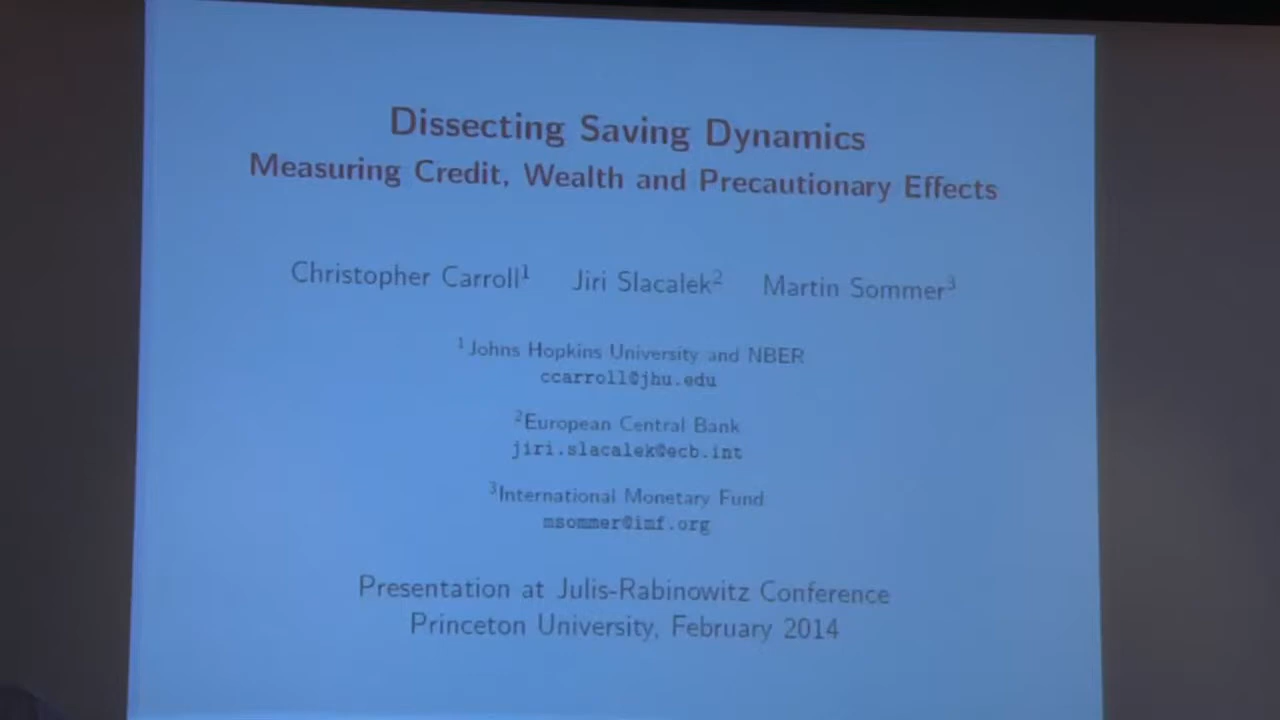 Dissecting Saving Dynamics
Measuring Credit, Wealth and Precautionary Effects
Christopher Carroll¹ Jiri Slacalek² Martin Sommer³
¹Johns Hopkins University and NBER
ccarroll@jhu.edu
²European Central Bank
jiri.slacalek@ecb.int
³International Monetary Fund
msommer@imf.org
Presentation at Julis-Rabinowitz Conference
Princeton University, February 2014